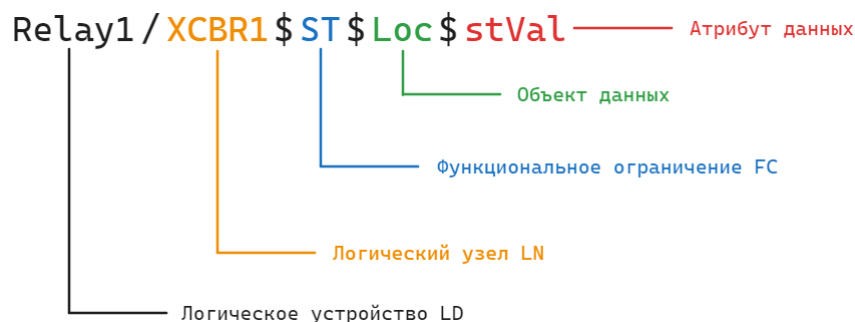 Relay1/XCBR1$ST$Loc$stVal
Атрибут данных
Объект данных
Функциональное ограничение FC
Логический узел LN
Логическое устройство LD